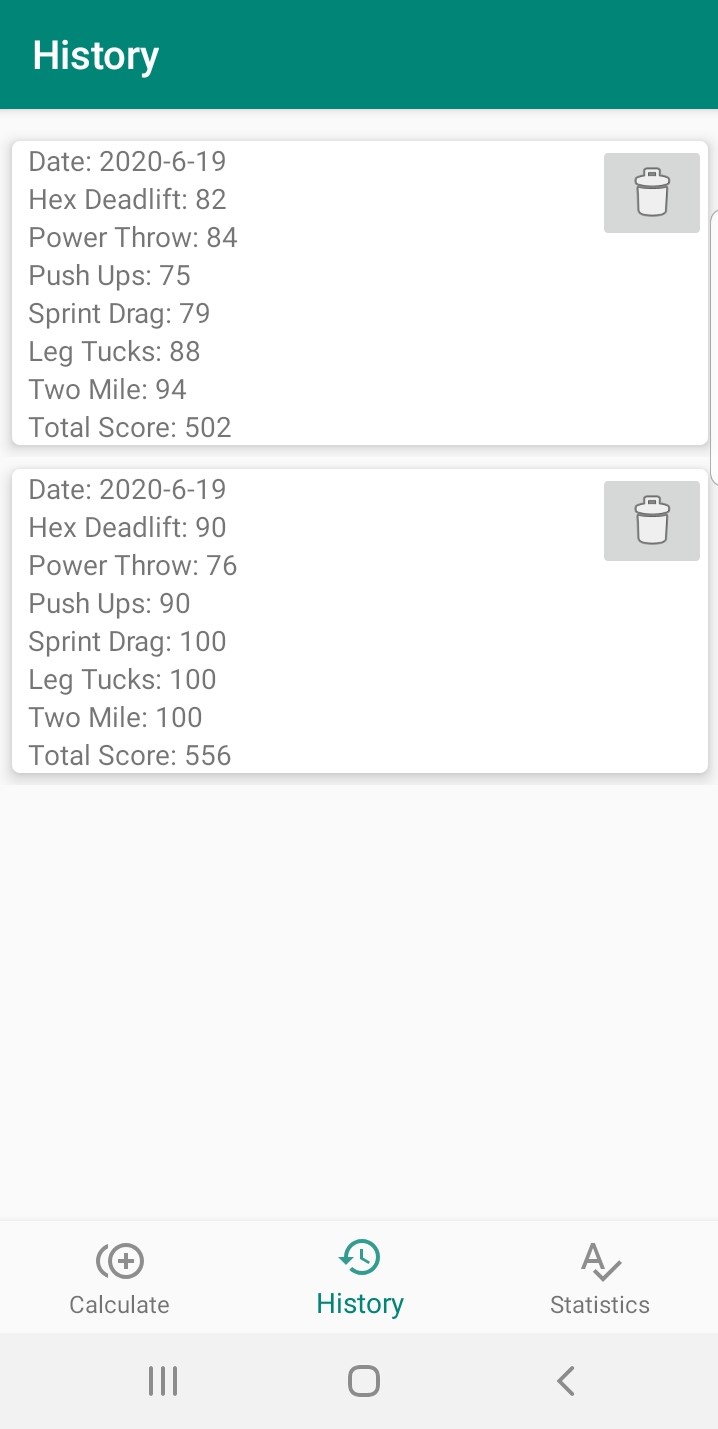 History
Date: 2020-6-19
Hex Deadlift: 82
Power Throw: 84
Push Ups: 75
Sprint Drag: 79
Leg Tucks: 88
Two Mile: 94
Total Score: 502
Date: 2020-6-19
Hex Deadlift: 90
Power Throw: 76
Push Ups: 90
Sprint Drag: 100
Leg Tucks: 100
Two Mile: 100
Total Score: 556
Calculate
History
Statistics